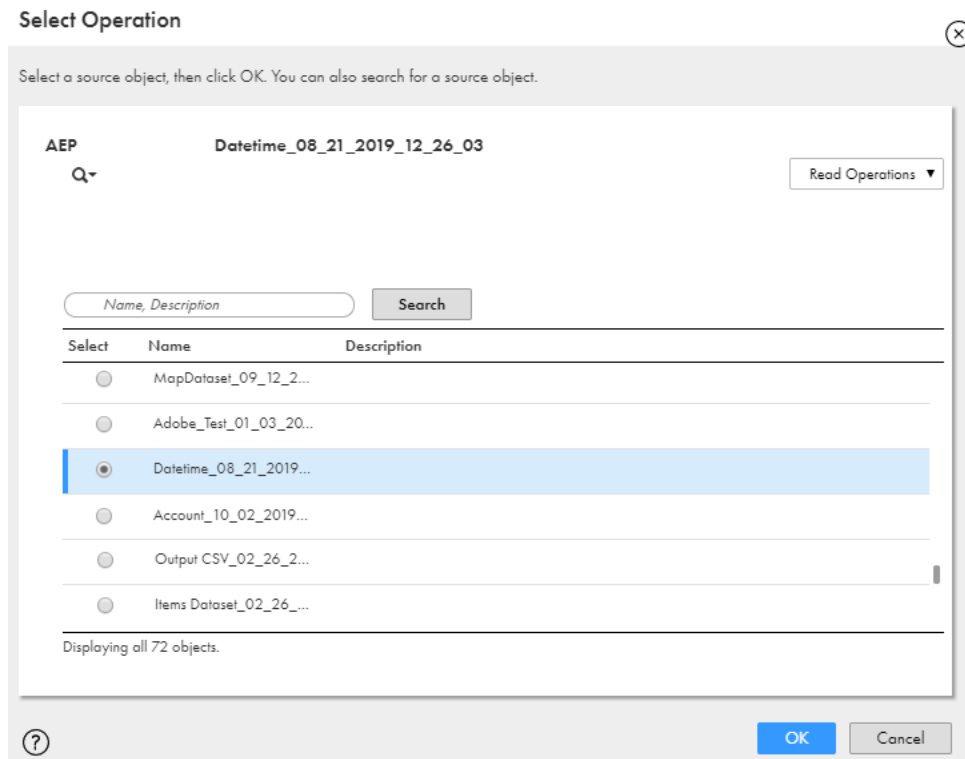 Select Operation
Select a source object, then click OK. You can also search for a source object.
AEP Datetime_08_21_2019_12_26_03
Read Operations
Name, Description Search
Select Name Description
MapDataset_09_12_2...
Adobe_Test_01_03_20...
Datetime_08_21_2019...
Account_10_02_2019...
Output CSV_02_26_2...
Items Dataset_02_26_...
Displaying all 72 objects.
? OK Cancel